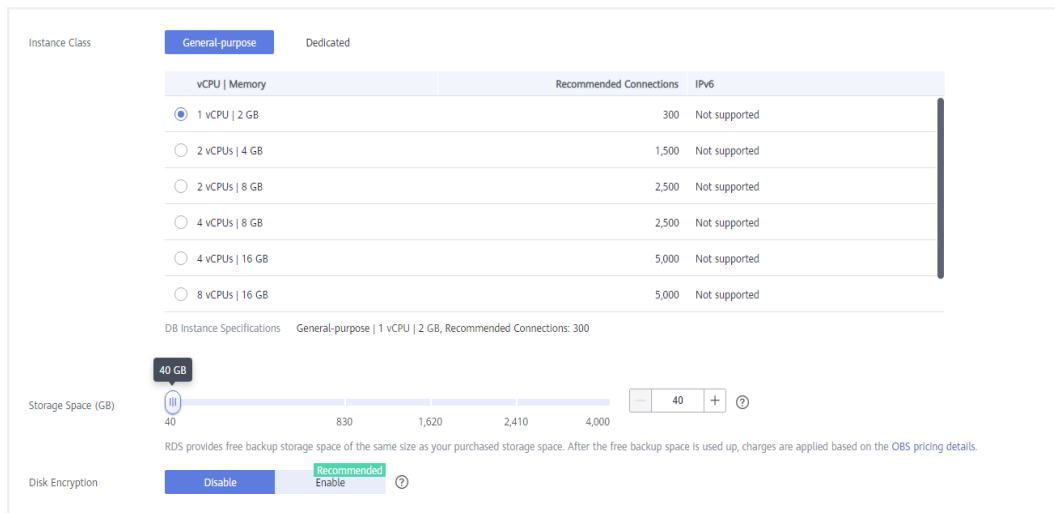 Instance Class General-purpose Dedicated
vCPU | Memory Recommended Connections IPv6
1 vCPU | 2 GB 300 Not supported
2 vCPUs | 4 GB 1,500 Not supported
2 vCPUs | 8 GB 2,500 Not supported
4 vCPUs | 8 GB 2,500 Not supported
4 vCPUs | 16 GB 5,000 Not supported
8 vCPUs | 16 GB 5,000 Not supported
DB Instance Specifications General-purpose | 1 vCPU | 2 GB, Recommended Connections: 300
40 GB
Storage Space (GB) 40 + ?
40 830 1,620 2,410 4,000
RDS provides free backup storage space of the same size as your purchased storage space. After the free backup space is used up, charges are applied based on the OBS pricing details.
Recommended
Disk Encryption Disable Enable ?